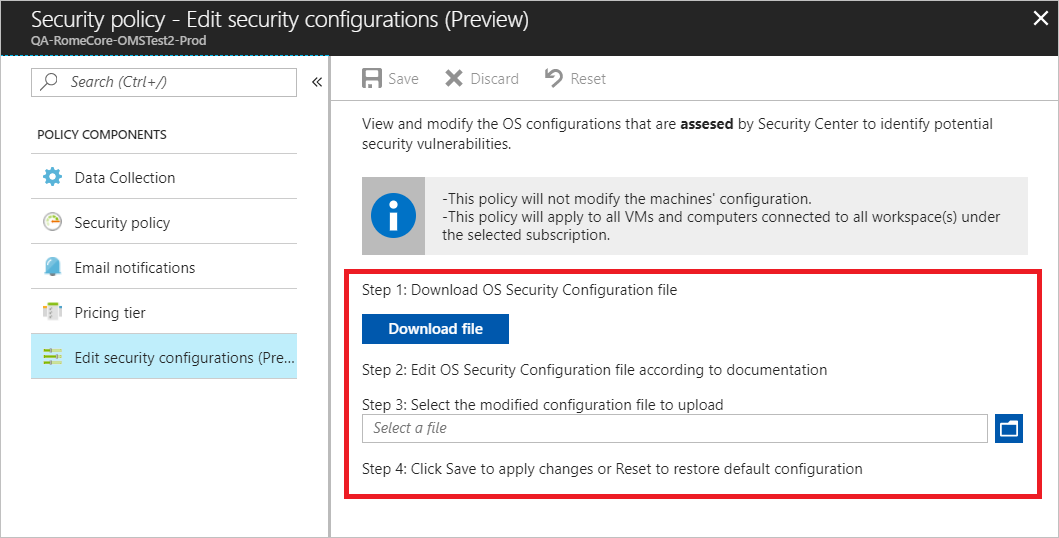 Security policy - Edit security configurations (Preview)
QA-RomeCore-OMSTest2-Prod
Search (Ctrl+/)
POLICY COMPONENTS
Data Collection
Security policy
Email notifications
Pricing tier
Edit security configurations (Pre...
Save Discard Reset
View and modify the OS configurations that are assesed by Security Center to identify potential
security vulnerabilities.
-This policy will not modify the machines' configuration.
-This policy will apply to all VMs and computers connected to all workspace(s) under
the selected subscription.
Step 1: Download OS Security Configuration file
Download file
Step 2: Edit OS Security Configuration file according to documentation
Step 3: Select the modified configuration file to upload
Select a file
Step 4: Click Save to apply changes or Reset to restore default configuration